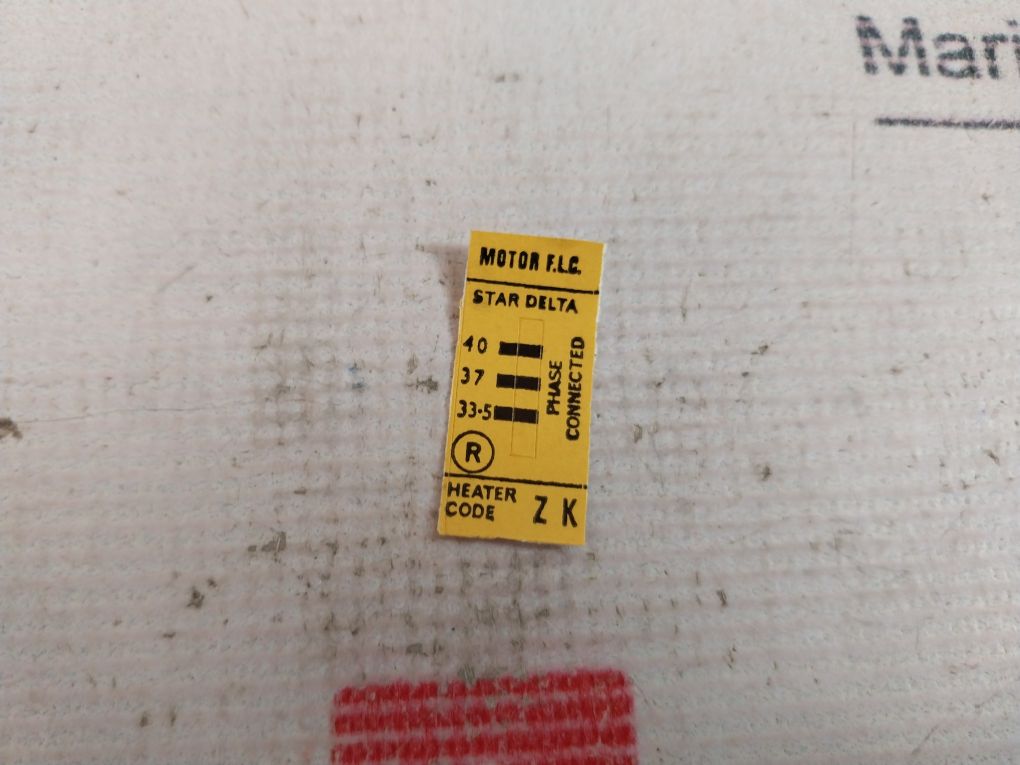 Mari
MOTOR F.L.C.
STAR DELTA
40
37
33·5
PHASE
CONNECTED
R
HEATER
CODE
Z K